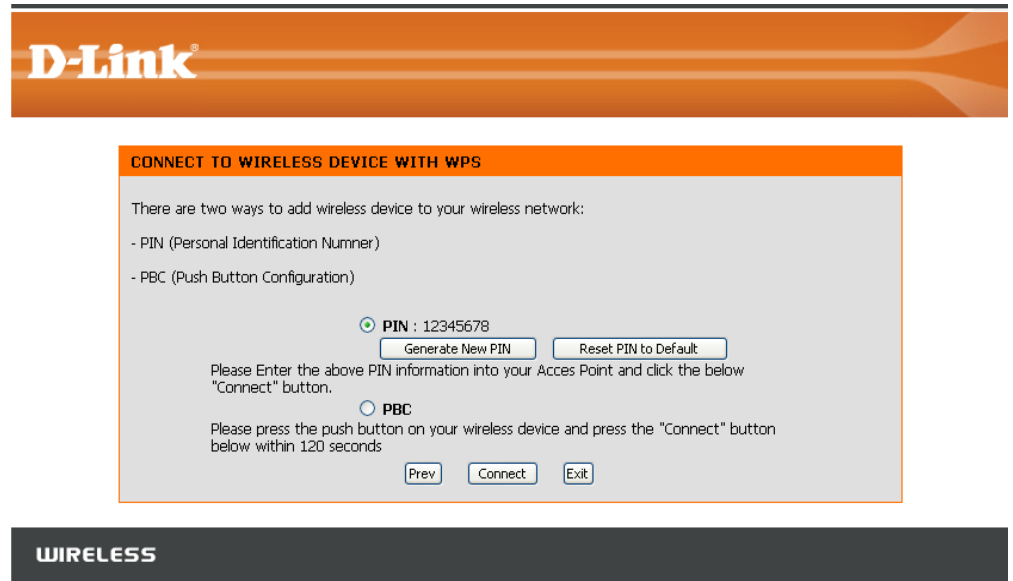 D-Link®
CONNECT TO WIRELESS DEVICE WITH WPS
There are two ways to add wireless device to your wireless network:
- PIN (Personal Identification Numner)
- PBC (Push Button Configuration)
PIN : 12345678
Generate New PIN Reset PIN to Default
Please Enter the above PIN information into your Acces Point and click the below
"Connect" button.
PBC
Please press the push button on your wireless device and press the "Connect" button
below within 120 seconds
Prev Connect Exit
WIRELESS